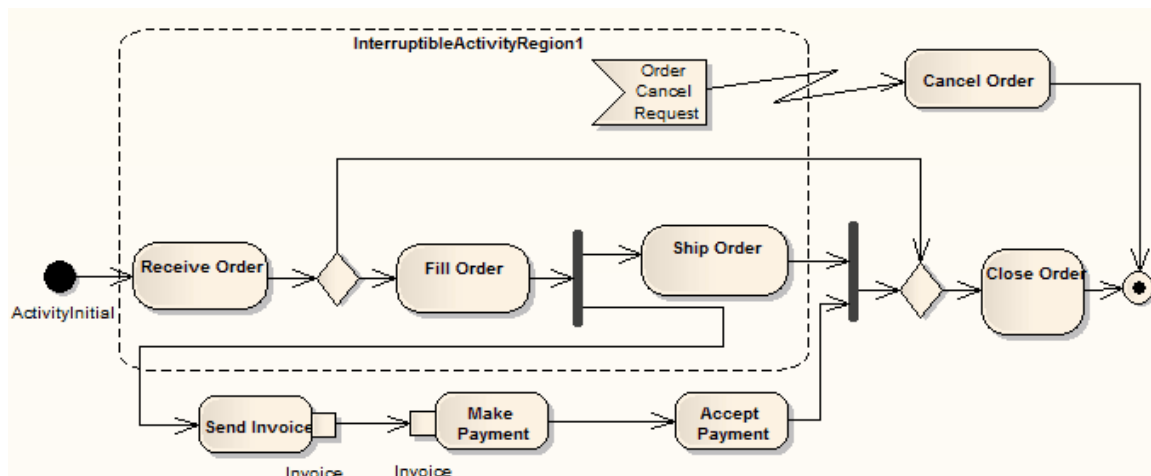 InterruptibleActivityRegion1
Order
Cancel
Request
Cancel Order
Receive Order
Fill Order
Ship Order
Close Order
ActivityInitial
Send Invoice
Make
Payment
Accept
Payment
Invoice
Invoice